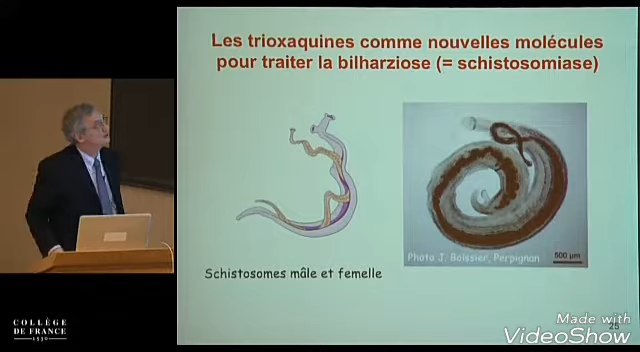 Les trioxaquines comme nouvelles molécules
pour traiter la bilharziose (= schistosomiase)
Photo J. Boissier, Perpignan
500 µm
Schistosomes mâle et femelle
COLLÈGE
DE FRANCE
1530
25
Made with
VideoShow